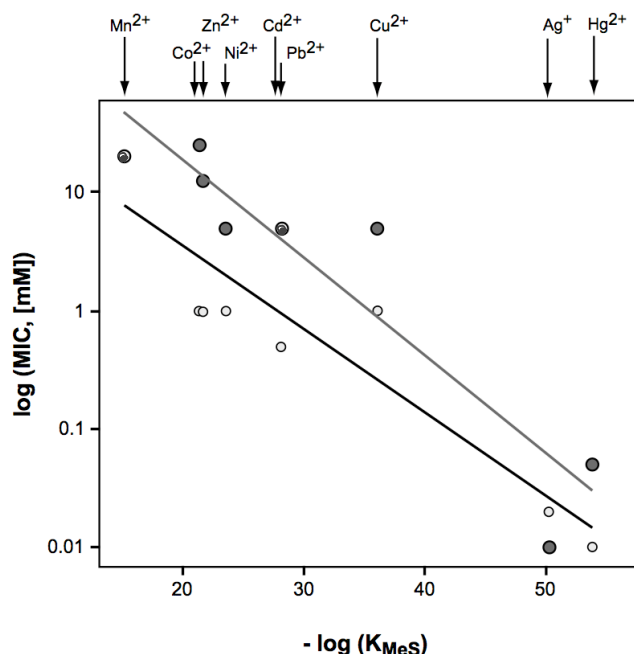 Mn2+
Zn2+
Cd2+
Cu2+
Ag+
Hg2+
Co2+
Ni2+
Pb2+
10
1
0.1
0.01
log (MIC, [mM])
20
30
40
50
- log (KMeS)